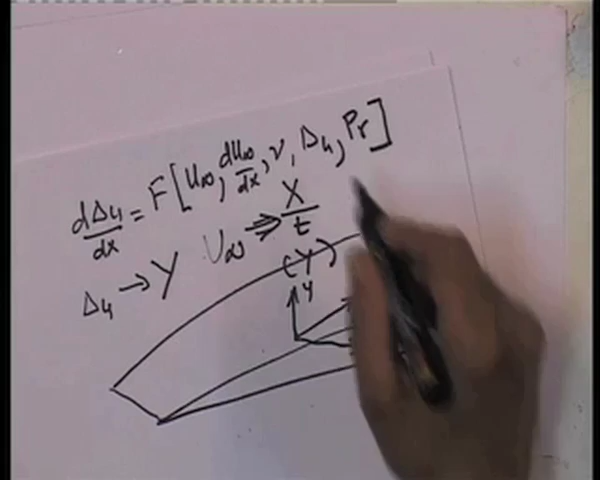 dΔ4/dx = F[U∞, dU∞/dx, ν, Δ4, Pr]
Δ4 → Y U∞ ⇒ X/t
(Y)
y